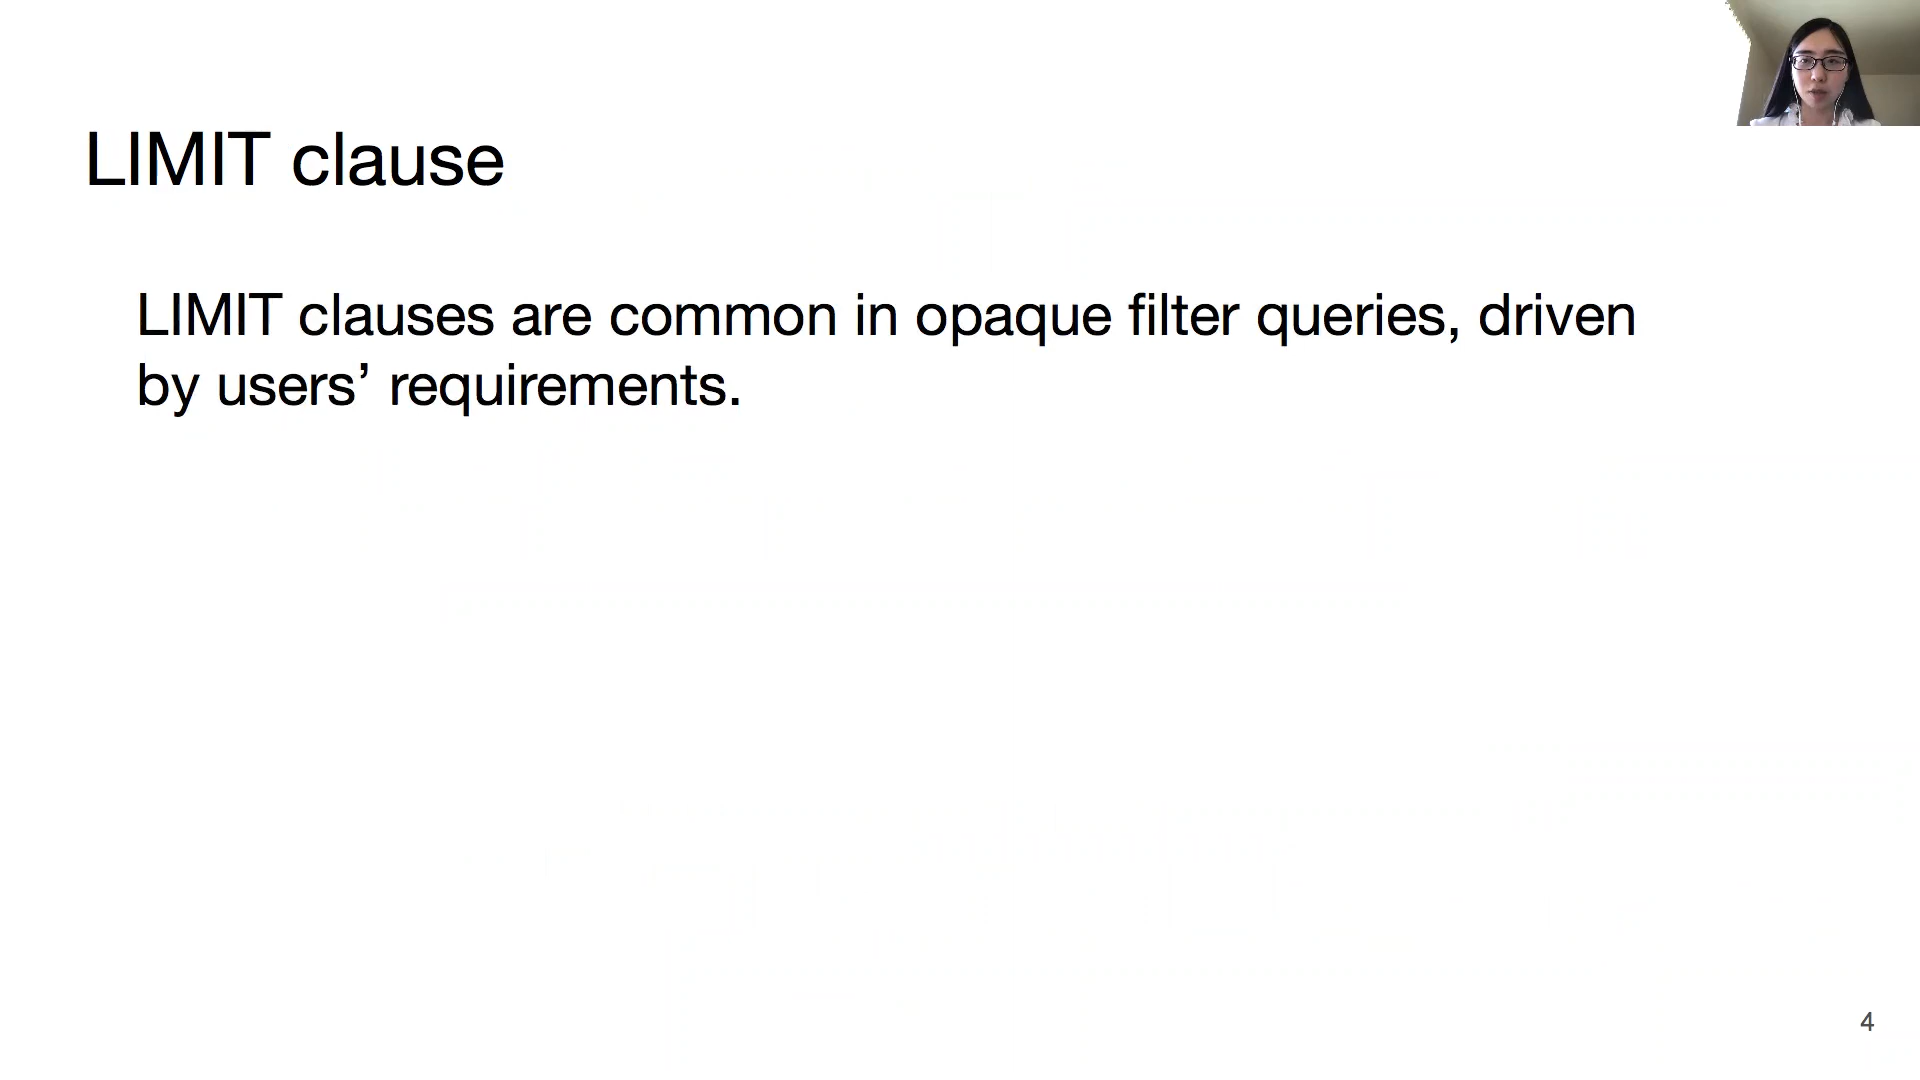 LIMIT clause
LIMIT clauses are common in opaque filter queries, driven
by users’ requirements.
4